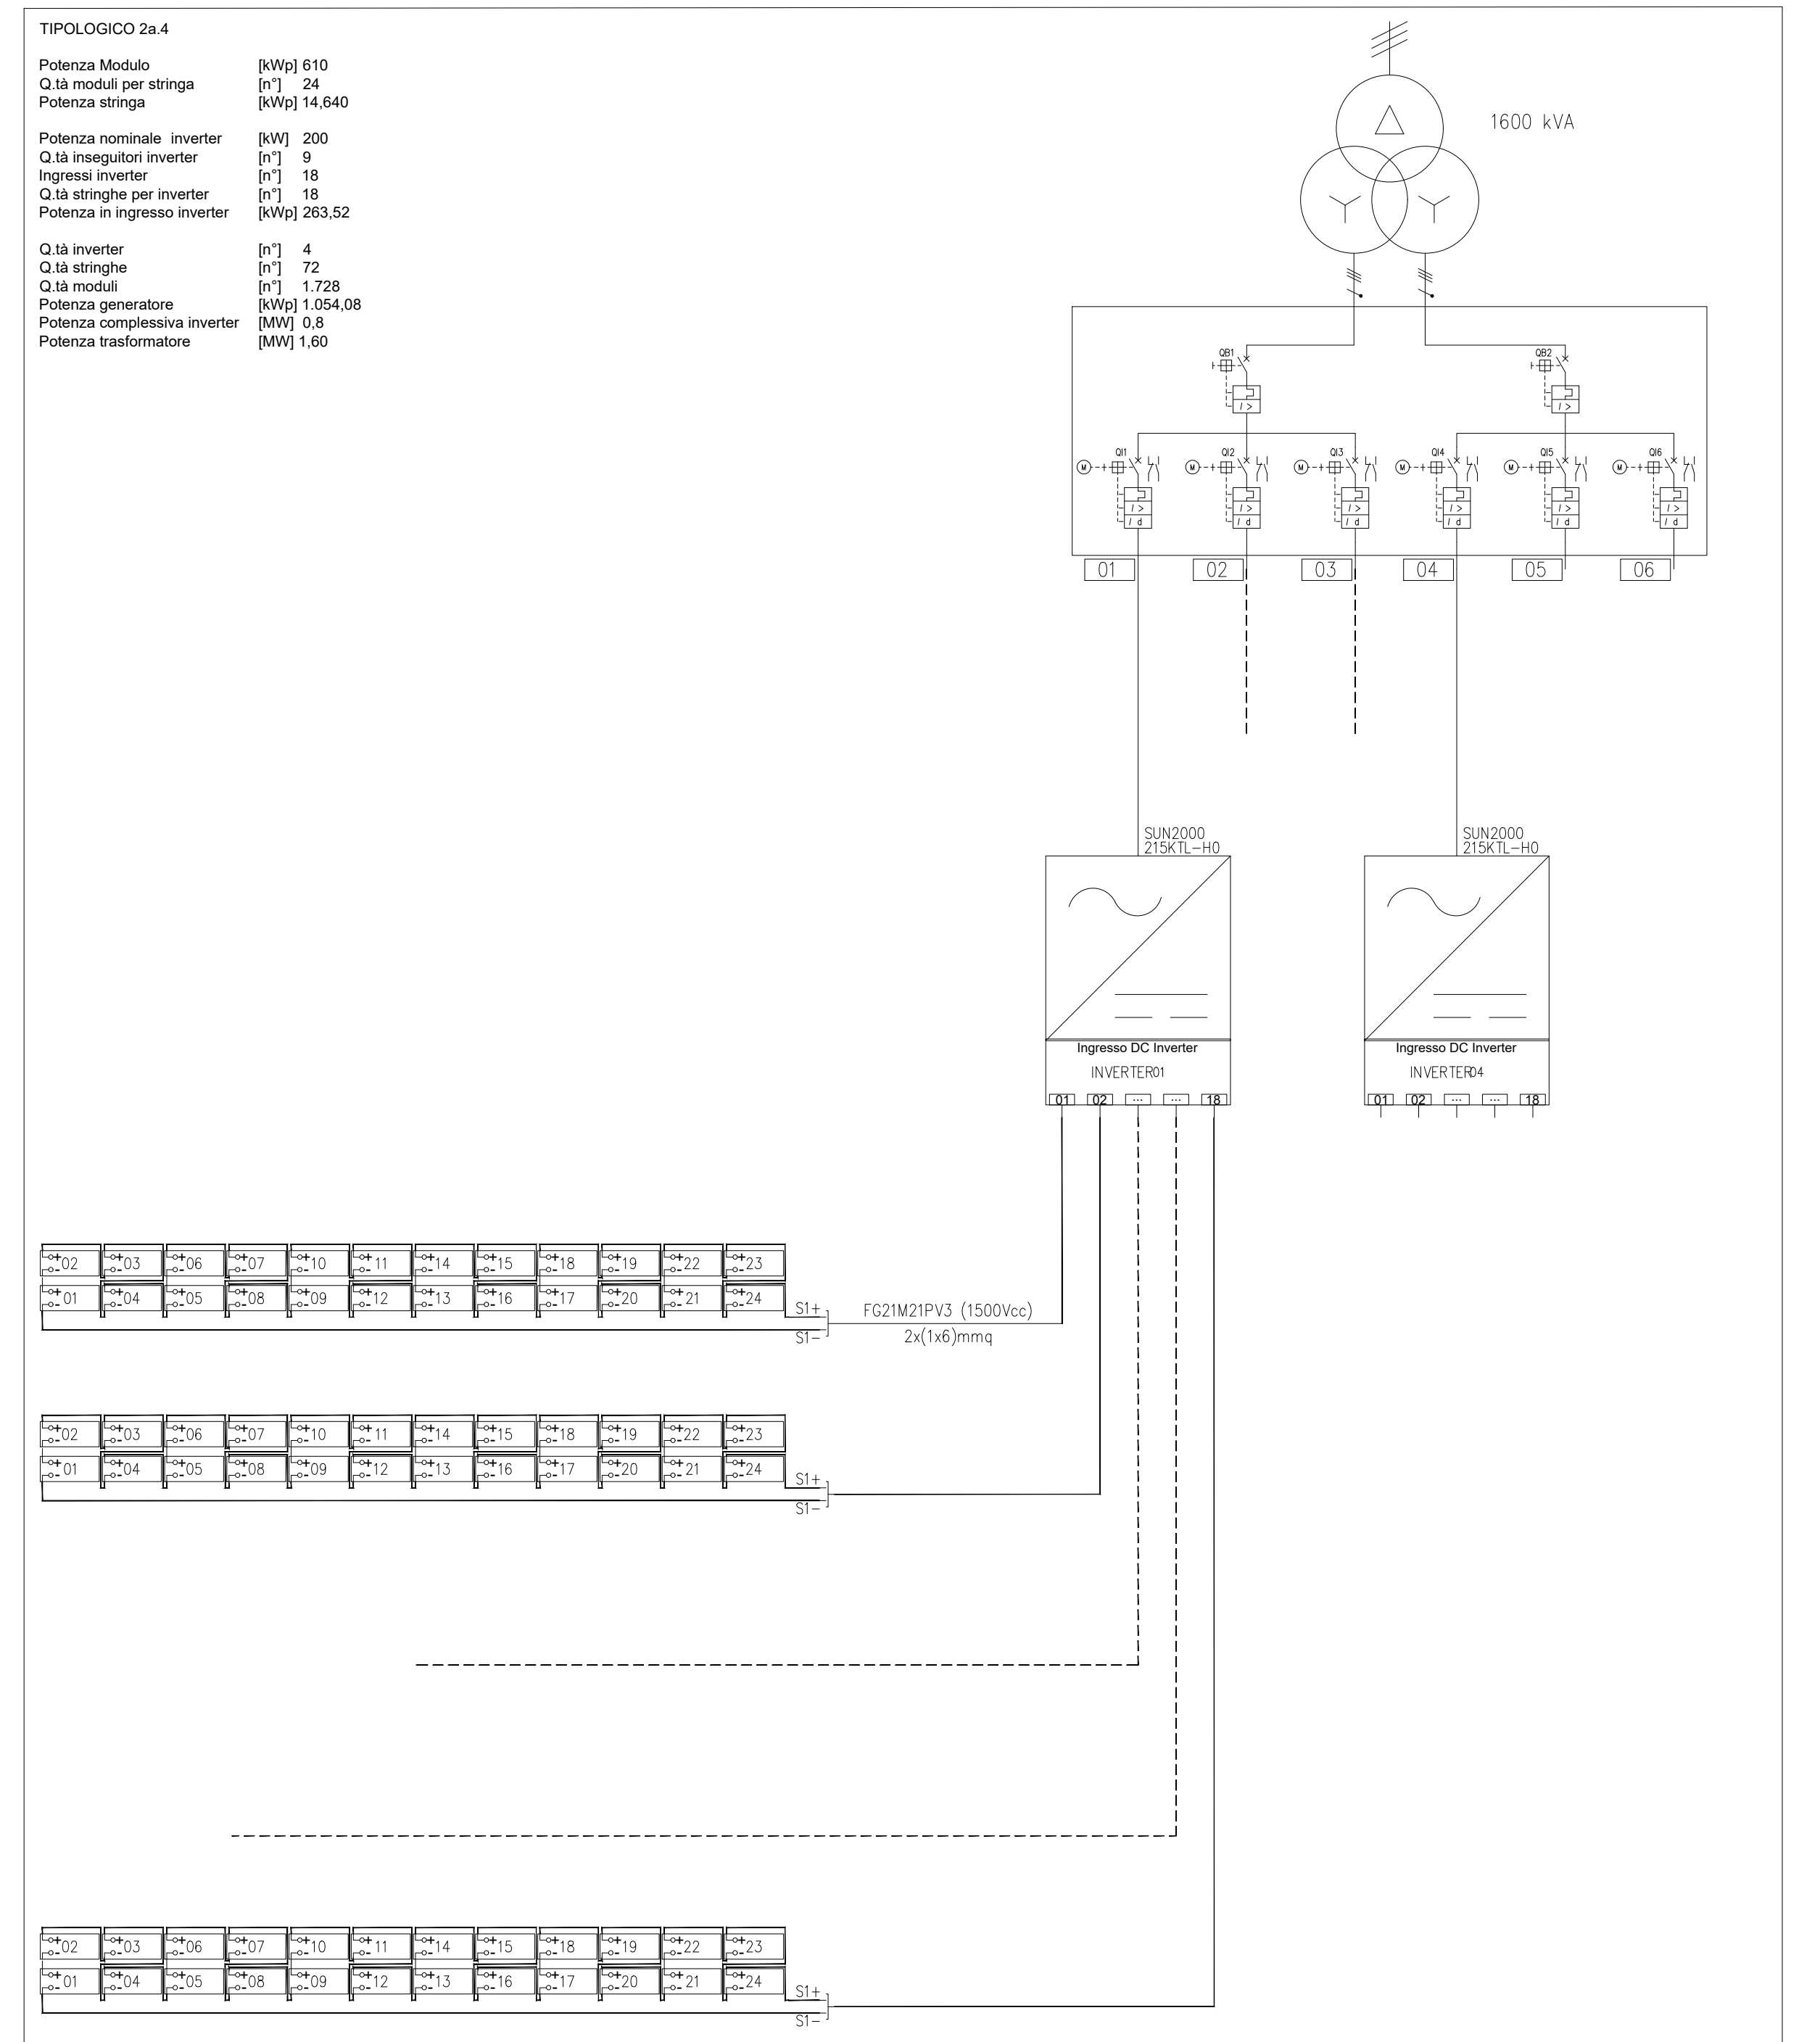 TIPOLOGICO 2a.4
Potenza Modulo [kWp] 610
Q.tà moduli per stringa [n°] 24
Potenza stringa [kWp] 14,640
Potenza nominale inverter [kW] 200
Q.tà inseguitori inverter [n°] 9
Ingressi inverter [n°] 18
Q.tà stringhe per inverter [n°] 18
Potenza in ingresso inverter [kWp] 263,52
Q.tà inverter [n°] 4
Q.tà stringhe [n°] 72
Q.tà moduli [n°] 1.728
Potenza generatore [kWp] 1.054,08
Potenza complessiva inverter [MW] 0,8
Potenza trasformatore [MW] 1,60
1600 kVA
QB1 QB2
I > I >
QI1 QI2 QI3 QI4 QI5 QI6
M M M M M M
I > I > I > I > I > I >
I d I d I d I d I d I d
01 02 03 04 05 06
SUN2000 SUN2000
215KTL-H0 215KTL-H0
Ingresso DC Inverter Ingresso DC Inverter
INVERTER01 INVERTER04
01 02 ... ... 18 01 02 ... ... 18
02 03 06 07 10 11 14 15 18 19 22 23
01 04 05 08 09 12 13 16 17 20 21 24
S1+
FG21M21PV3 (1500Vcc)
S1-
2x(1x6)mmq
02 03 06 07 10 11 14 15 18 19 22 23
01 04 05 08 09 12 13 16 17 20 21 24
S1+
S1-
02 03 06 07 10 11 14 15 18 19 22 23
01 04 05 08 09 12 13 16 17 20 21 24
S1+
S1-